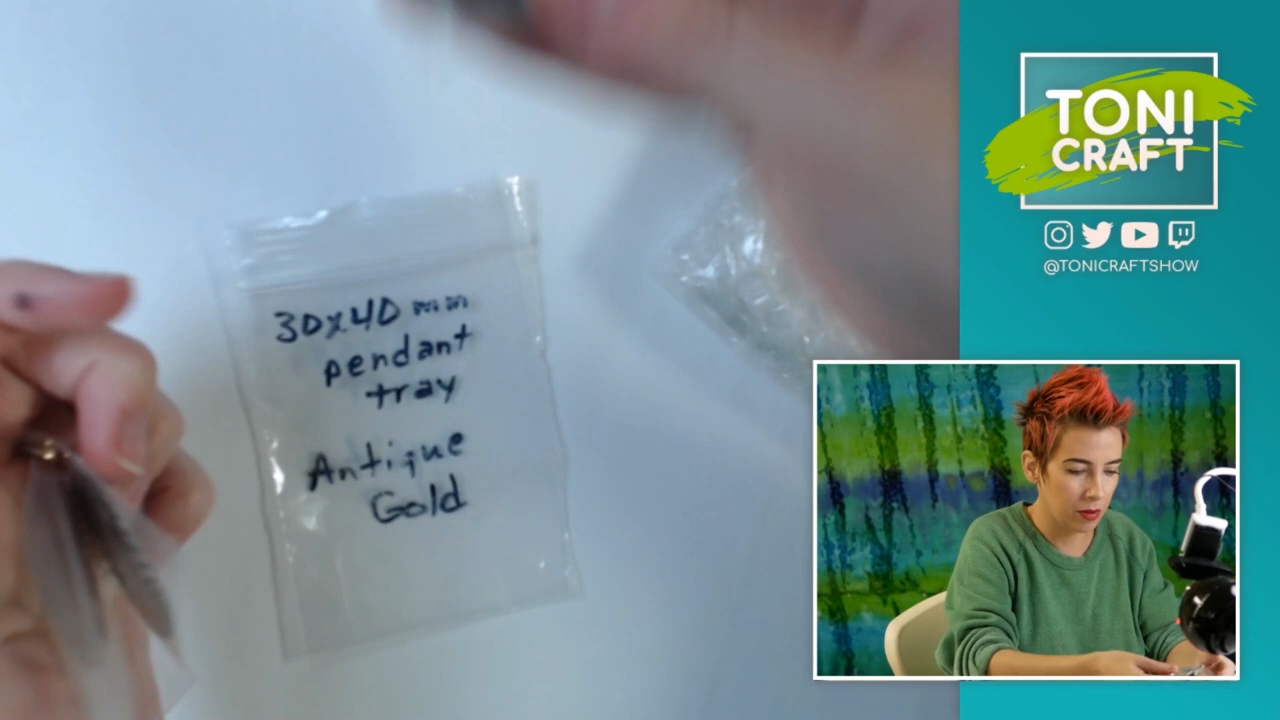 30x40 mm
pendant
tray
Antique
Gold
TONI
CRAFT
@TONICRAFTSHOW